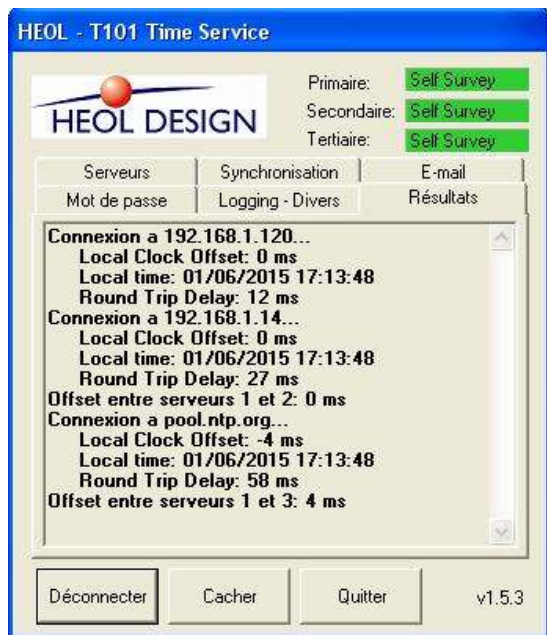 HEOL - T101 Time Service
HEOL DESIGN
Primaire: Self Survey
Secondaire: Self Survey
Tertiaire: Self Survey
Serveurs Synchronisation E-mail
Mot de passe Logging - Divers Résultats
Connexion a 192.168.1.120...
Local Clock Offset: 0 ms
Local time: 01/06/2015 17:13:48
Round Trip Delay: 12 ms
Connexion a 192.168.1.14...
Local Clock Offset: 0 ms
Local time: 01/06/2015 17:13:48
Round Trip Delay: 27 ms
Offset entre serveurs 1 et 2: 0 ms
Connexion a pool.ntp.org...
Local Clock Offset: -4 ms
Local time: 01/06/2015 17:13:48
Round Trip Delay: 58 ms
Offset entre serveurs 1 et 3: 4 ms
Déconnecter Cacher Quitter v1.5.3